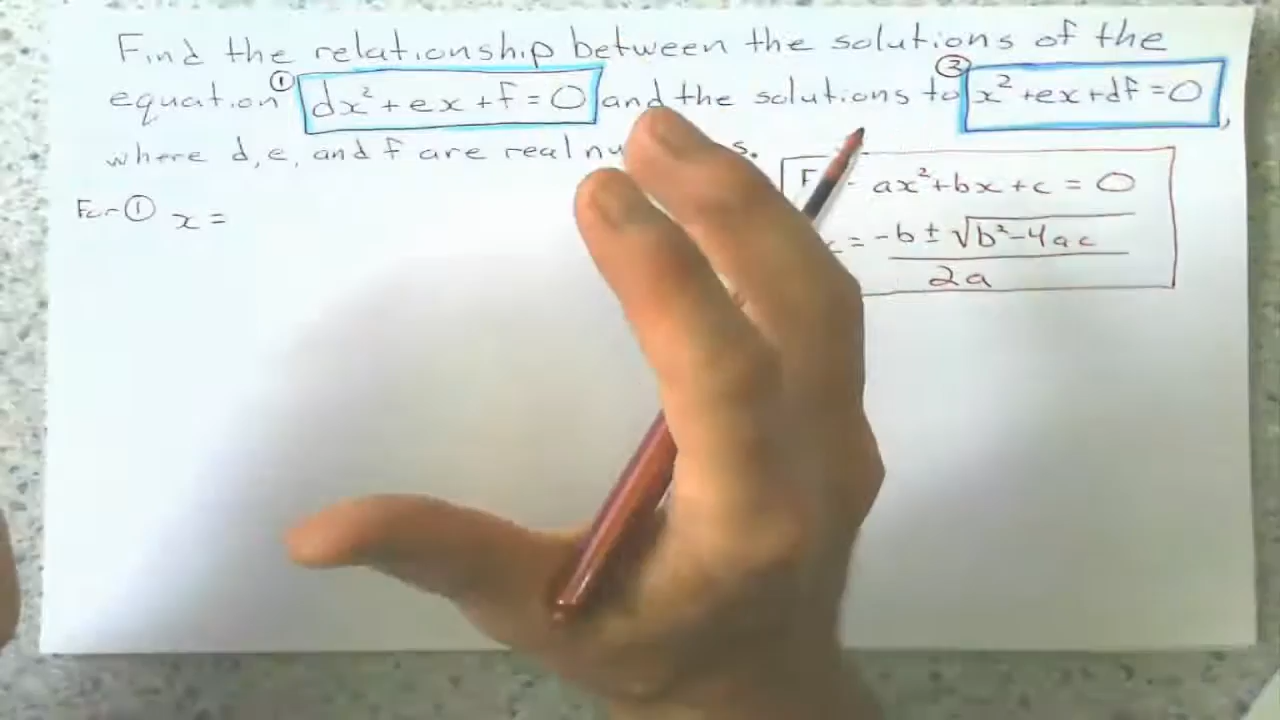 Find the relationship between the solutions of the
① ②
equation dx²+ex+f=0 and the solutions to x²+ex+df=0,
where d,e, and f are real
ax²+bx+c = 0
For ① x =
= -b ± √b²-4ac
2a